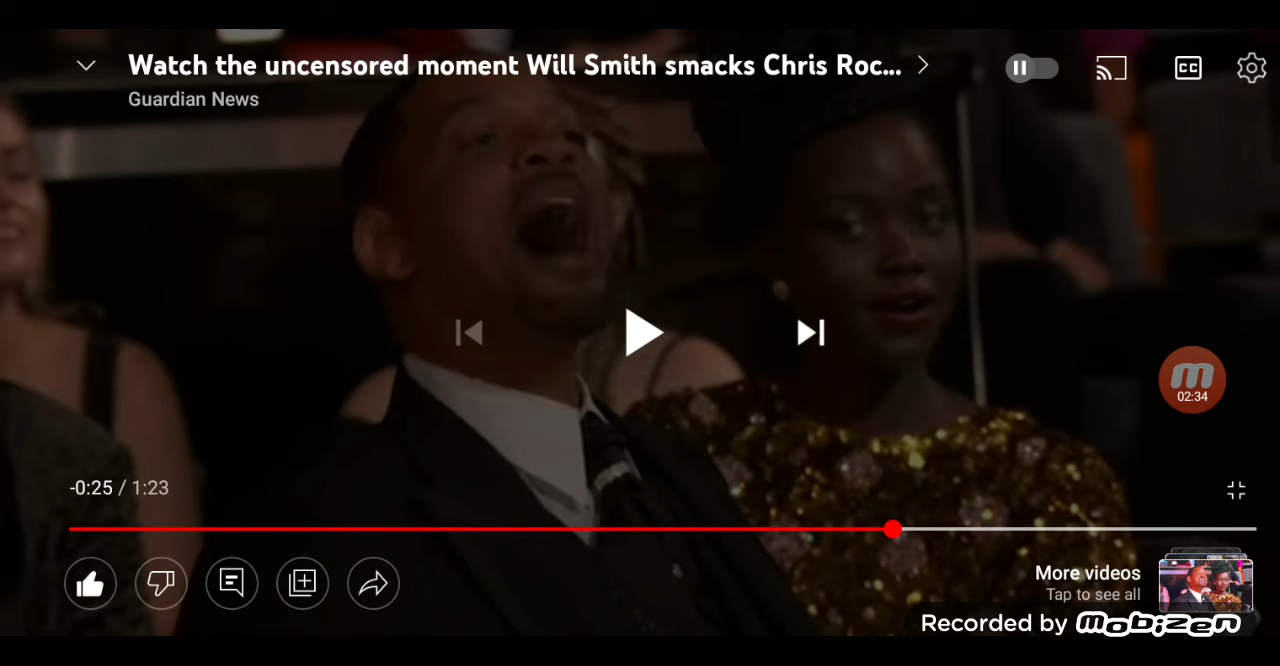 Watch the uncensored moment Will Smith smacks Chris Roc...
Guardian News
CC
m
02:34
-0:25 / 1:23
More videos
Tap to see all
Recorded by mobizen